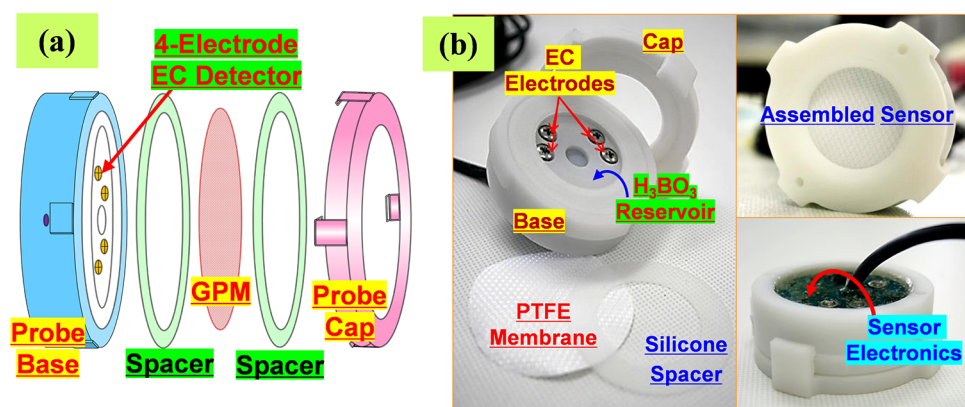 (a)
4-Electrode
EC Detector
GPM
Probe
Base
Spacer
Spacer
Probe
Cap
(b)
Cap
EC
Electrodes
H₃BO₃
Reservoir
Base
PTFE
Membrane
Silicone
Spacer
Assembled Sensor
Sensor
Electronics